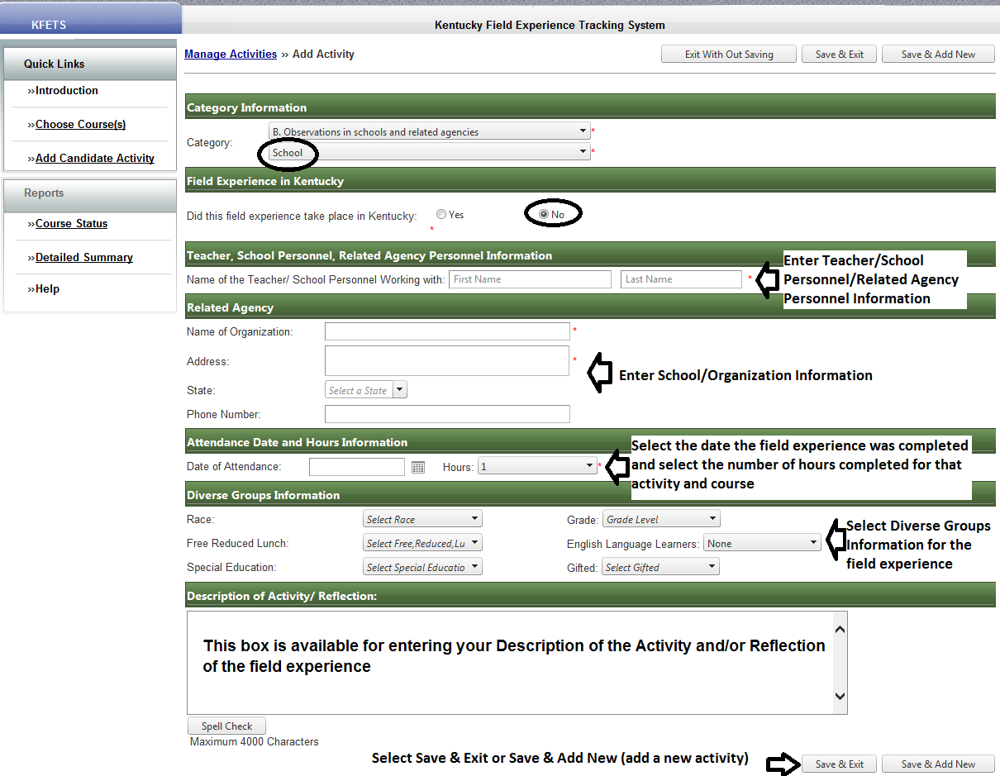 KFETS
Kentucky Field Experience Tracking System
Quick Links
»Introduction
»Choose Course(s)
»Add Candidate Activity
Reports
»Course Status
»Detailed Summary
»Help
Manage Activities » Add Activity
Exit With Out Saving
Save & Exit
Save & Add New
Category Information
Category:
B. Observations in schools and related agencies
*
School
*
Field Experience in Kentucky
Did this field experience take place in Kentucky:
Yes
No
*
Teacher, School Personnel, Related Agency Personnel Information
Name of the Teacher/ School Personnel Working with:
First Name
Last Name
*
Enter Teacher/School
Personnel/Related Agency
Personnel Information
Related Agency
Name of Organization:
*
Address:
*
State:
Select a State
Phone Number:
Enter School/Organization Information
Attendance Date and Hours Information
Date of Attendance:
Hours:
1
*
Select the date the field experience was completed
and select the number of hours completed for that
activity and course
Diverse Groups Information
Race:
Select Race
Grade:
Grade Level
Free Reduced Lunch:
Select Free,Reduced,Lu
English Language Learners:
None
Special Education:
Select Special Educatio
Gifted:
Select Gifted
Select Diverse Groups
Information for the
field experience
Description of Activity/ Reflection:
This box is available for entering your Description of the Activity and/or Reflection
of the field experience
Spell Check
Maximum 4000 Characters
Select Save & Exit or Save & Add New (add a new activity)
Save & Exit
Save & Add New